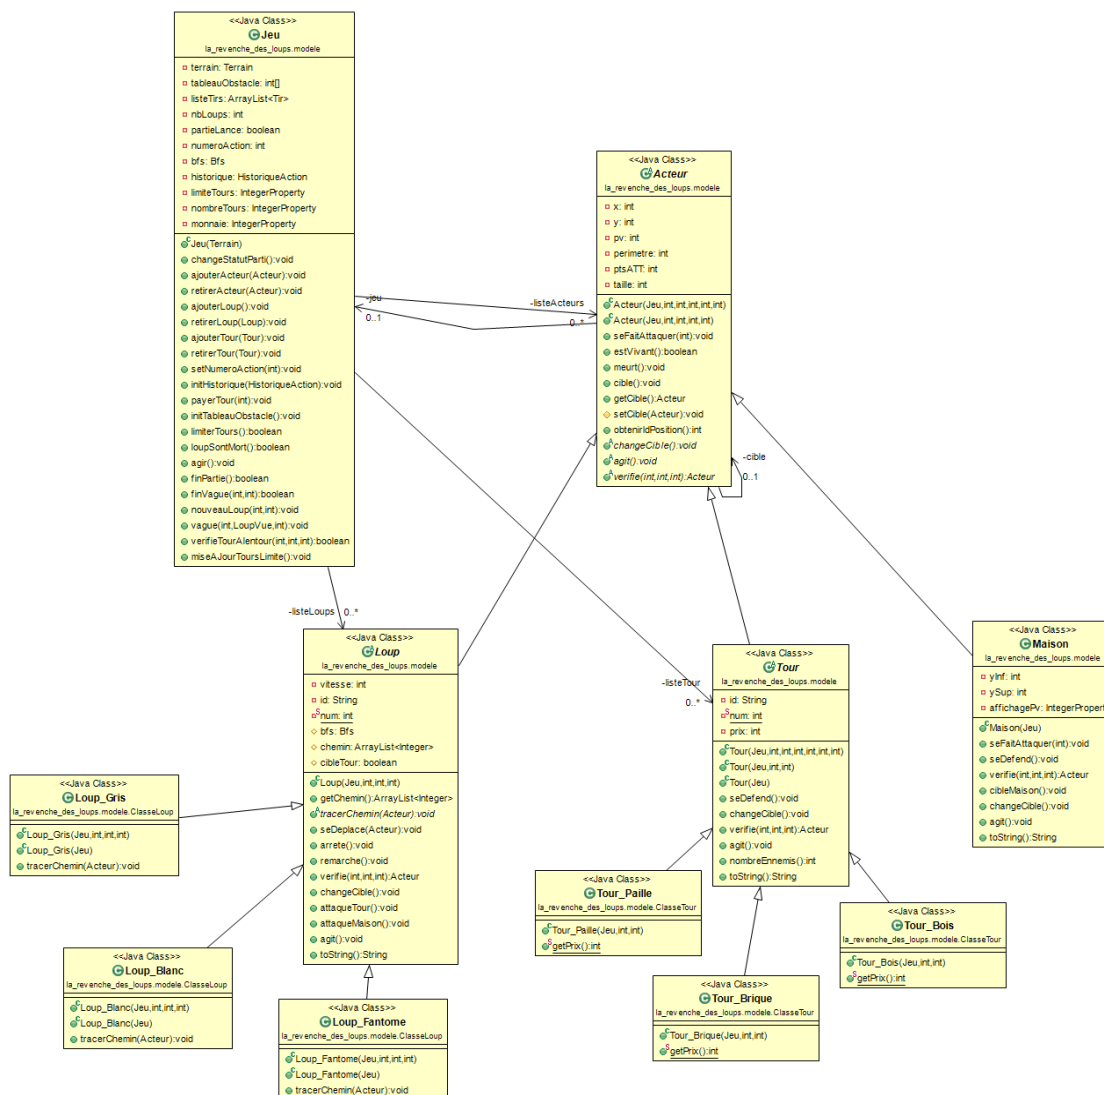 <<Java Class>>
Jeu
la_revenche_des_loups.modele
terrain: Terrain
tableauObstacle: int[]
listeTirs: ArrayList<Tir>
nbLoups: int
partieLance: boolean
numeroAction: int
bfs: Bfs
historique: HistoriqueAction
limiteTours: IntegerProperty
nombreTours: IntegerProperty
monnaie: IntegerProperty
Jeu(Terrain)
changeStatutParti():void
ajouterActeur(Acteur):void
retirerActeur(Acteur):void
ajouterLoup():void
retirerLoup(Loup):void
ajouterTour(Tour):void
retirerTour(Tour):void
setNumeroAction(int):void
initHistorique(HistoriqueAction):void
payerTour(int):void
initTableauObstacle():void
limiterTours():boolean
loupSontMort():boolean
agir():void
finPartie():boolean
finVague(int,int):boolean
nouveauLoup(int,int):void
vague(int,LoupVue,int):void
verifieTourAlentour(int,int,int):boolean
miseAJourToursLimite():void
<<Java Class>>
Acteur
la_revenche_des_loups.modele
x: int
y: int
pv: int
perimetre: int
ptsATT: int
taille: int
Acteur(Jeu,int,int,int,int,int)
Acteur(Jeu,int,int,int,int)
seFaitAttaquer(int):void
estVivant():boolean
meurt():void
cible():void
getCible():Acteur
setCible(Acteur):void
obtenirIdPosition():int
changeCible():void
agit():void
verifie(int,int,int):Acteur
-jeu
0..1
-listeActeurs
0..*
-cible
0..1
-listeLoups
0..*
-listeTour
0..*
<<Java Class>>
Loup
la_revenche_des_loups.modele
vitesse: int
id: String
num: int
bfs: Bfs
chemin: ArrayList<Integer>
cibleTour: boolean
Loup(Jeu,int,int,int)
getChemin():ArrayList<Integer>
tracerChemin(Acteur):void
seDeplace(Acteur):void
arrete():void
remarche():void
verifie(int,int,int):Acteur
changeCible():void
attaqueTour():void
attaqueMaison():void
agit():void
toString():String
<<Java Class>>
Tour
la_revenche_des_loups.modele
id: String
num: int
prix: int
Tour(Jeu,int,int,int,int,int,int)
Tour(Jeu,int,int)
Tour(Jeu)
seDefend():void
changeCible():void
verifie(int,int,int):Acteur
agit():void
nombreEnnemis():int
toString():String
<<Java Class>>
Maison
la_revenche_des_loups.modele
yInf: int
ySup: int
affichagePv: IntegerPropert
Maison(Jeu)
seFaitAttaquer(int):void
seDefend():void
verifie(int,int,int):Acteur
cibleMaison():void
changeCible():void
agit():void
toString():String
<<Java Class>>
Loup_Gris
la_revenche_des_loups.modele.ClasseLoup
Loup_Gris(Jeu,int,int,int)
Loup_Gris(Jeu)
tracerChemin(Acteur):void
<<Java Class>>
Loup_Blanc
la_revenche_des_loups.modele.ClasseLoup
Loup_Blanc(Jeu,int,int,int)
Loup_Blanc(Jeu)
tracerChemin(Acteur):void
<<Java Class>>
Loup_Fantome
la_revenche_des_loups.modele.ClasseLoup
Loup_Fantome(Jeu,int,int,int)
Loup_Fantome(Jeu)
tracerChemin(Acteur):void
<<Java Class>>
Tour_Paille
la_revenche_des_loups.modele.ClasseTour
Tour_Paille(Jeu,int,int)
getPrix():int
<<Java Class>>
Tour_Brique
la_revenche_des_loups.modele.ClasseTour
Tour_Brique(Jeu,int,int)
getPrix():int
<<Java Class>>
Tour_Bois
la_revenche_des_loups.modele.ClasseTour
Tour_Bois(Jeu,int,int)
getPrix():int